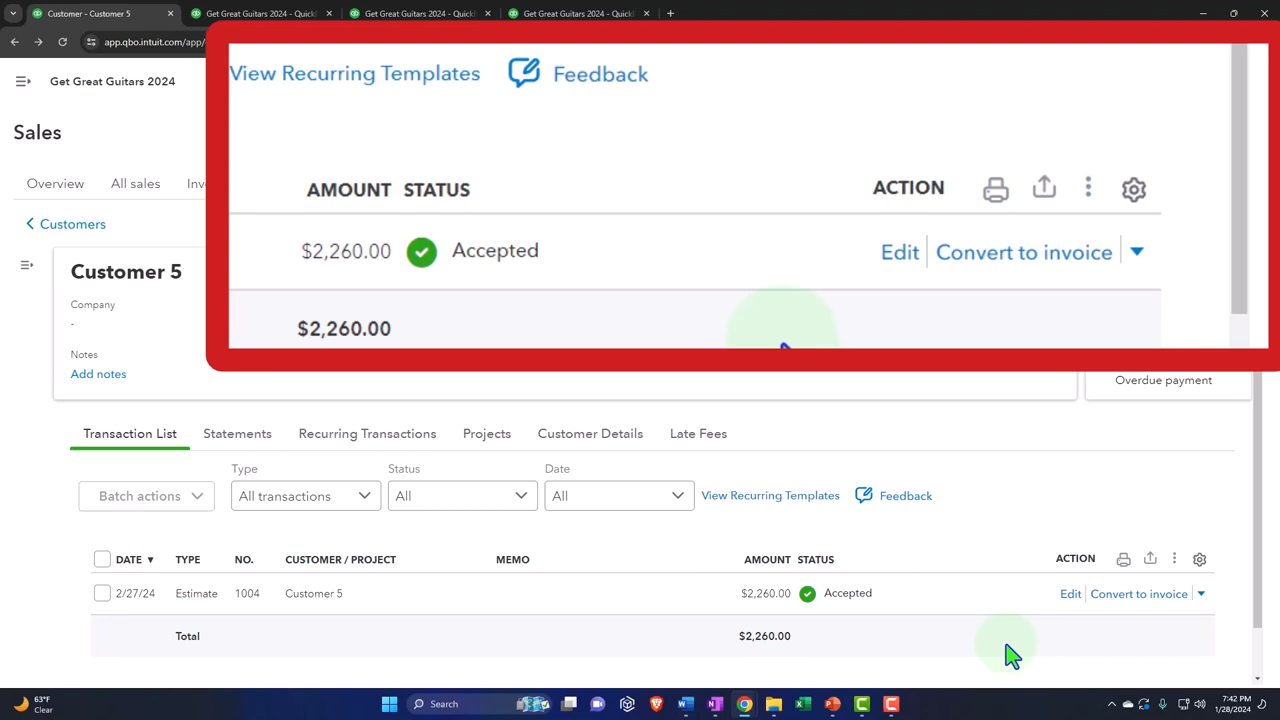 Customer 5 - Get Great Guitars
Get Great Guitars 2024 - Quick
Get Great Guitars 2024 - Quick
Get Great Guitars 2024 - Quick
app.qbo.intuit.com/app/
Get Great Guitars 2024
View Recurring Templates Feedback
Sales
Overview All sales Inv
AMOUNT STATUS ACTION
Customers
$2,260.00 Accepted Edit Convert to invoice
Customer 5
Company
-
$2,260.00
Notes
Add notes
Overdue payment
Transaction List Statements Recurring Transactions Projects Customer Details Late Fees
Type Status Date
Batch actions All transactions All All View Recurring Templates Feedback
DATE TYPE NO. CUSTOMER / PROJECT MEMO AMOUNT STATUS ACTION
2/27/24 Estimate 1004 Customer 5 $2,260.00 Accepted Edit Convert to invoice
Total $2,260.00
63°F
Clear
Search
7:42 PM
1/28/2024